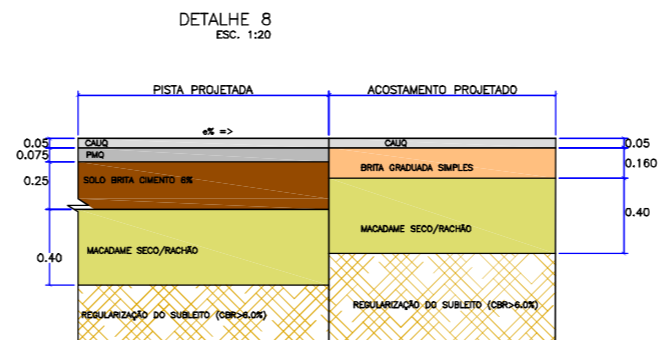 DETALHE 8
ESC. 1:20
PISTA PROJETADA
ACOSTAMENTO PROJETADO
e% =>
0.05
CAUQ
CAUQ
0.05
0.075
PMQ
0.160
BRITA GRADUADA SIMPLES
0.25
SOLO BRITA CIMENTO 6%
0.40
MACADAME SECO/RACHÃO
MACADAME SECO/RACHÃO
0.40
REGULARIZAÇÃO DO SUBLEITO (CBR>6.0%)
REGULARIZAÇÃO DO SUBLEITO (CBR>6.0%)